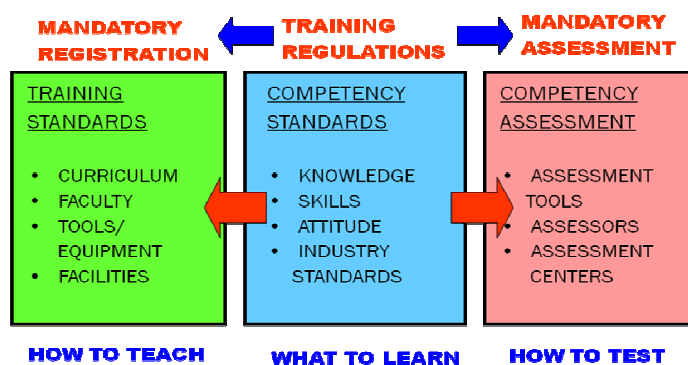 MANDATORY
REGISTRATION
TRAINING
REGULATIONS
MANDATORY
ASSESSMENT
TRAINING
STANDARDS
• CURRICULUM
• FACULTY
• TOOLS/
EQUIPMENT
• FACILITIES
COMPETENCY
STANDARDS
• KNOWLEDGE
• SKILLS
• ATTITUDE
• INDUSTRY
STANDARDS
COMPETENCY
ASSESSMENT
• ASSESSMENT
TOOLS
• ASSESSORS
• ASSESSMENT
CENTERS
HOW TO TEACH
WHAT TO LEARN
HOW TO TEST